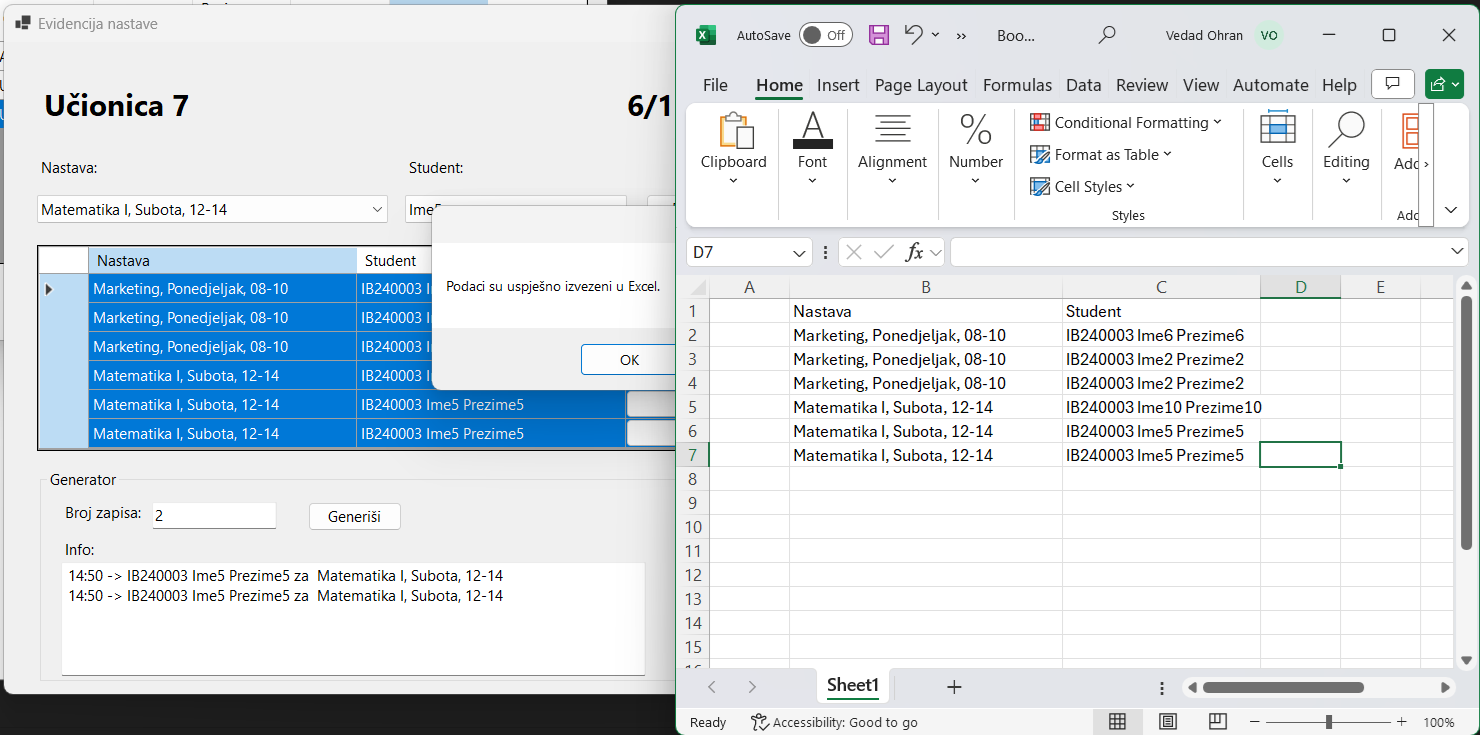 Evidencija nastave
Učionica 7
6/1
Nastava:
Student:
Matematika I, Subota, 12-14
Ime5
Nastava
Student
Marketing, Ponedjeljak, 08-10
IB240003 I
Marketing, Ponedjeljak, 08-10
IB240003 I
Marketing, Ponedjeljak, 08-10
IB240003 I
Matematika I, Subota, 12-14
IB240003 I
Matematika I, Subota, 12-14
IB240003 Ime5 Prezime5
Matematika I, Subota, 12-14
IB240003 Ime5 Prezime5
Podaci su uspješno izvezeni u Excel.
OK
Generator
Broj zapisa:
2
Generiši
Info:
14:50 -> IB240003 Ime5 Prezime5 za  Matematika I, Subota, 12-14
14:50 -> IB240003 Ime5 Prezime5 za  Matematika I, Subota, 12-14
AutoSave
Off
Boo...
Vedad Ohran
VO
File
Home
Insert
Page Layout
Formulas
Data
Review
View
Automate
Help
Clipboard
Font
Alignment
Number
Conditional Formatting
Format as Table
Cell Styles
Styles
Cells
Editing
Add
Add
D7
fx
A B C D E
1 Nastava Student
2 Marketing, Ponedjeljak, 08-10 IB240003 Ime6 Prezime6
3 Marketing, Ponedjeljak, 08-10 IB240003 Ime2 Prezime2
4 Marketing, Ponedjeljak, 08-10 IB240003 Ime2 Prezime2
5 Matematika I, Subota, 12-14 IB240003 Ime10 Prezime10
6 Matematika I, Subota, 12-14 IB240003 Ime5 Prezime5
7 Matematika I, Subota, 12-14 IB240003 Ime5 Prezime5
8
9
10
11
12
13
14
15
16
Sheet1
Ready
Accessibility: Good to go
100%